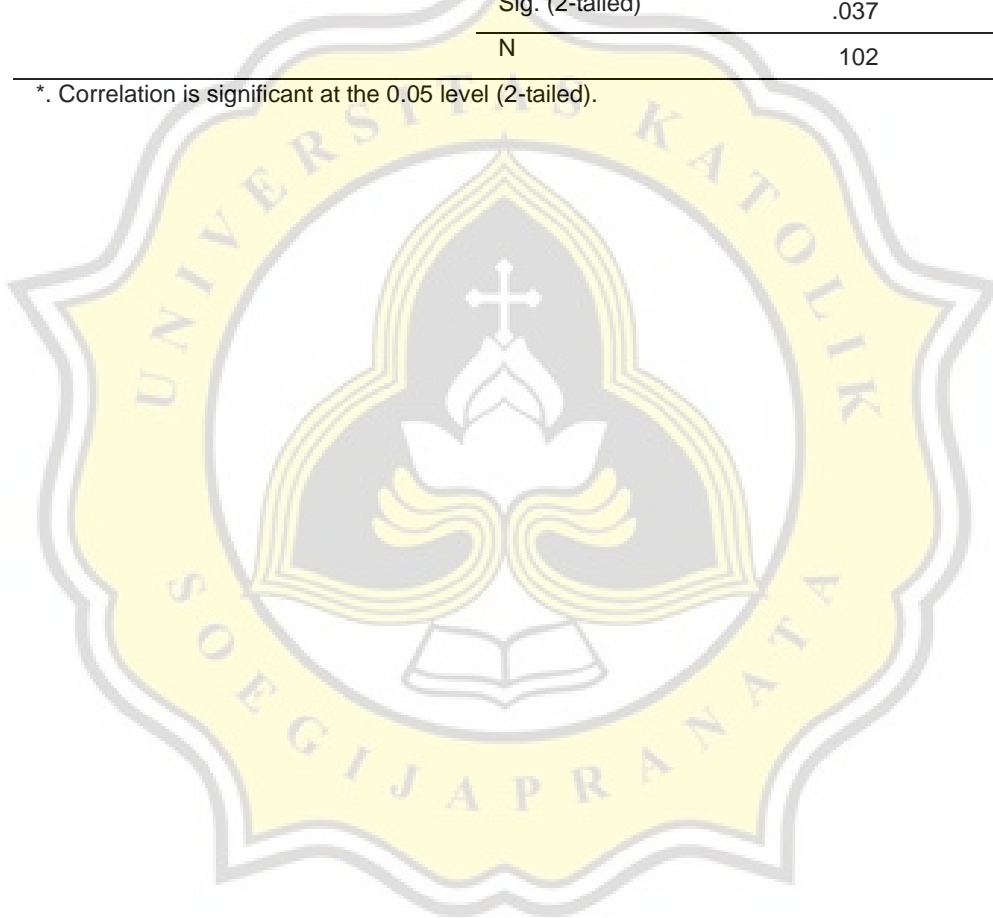 Sig. (2-tailed) .037
N 102
*. Correlation is significant at the 0.05 level (2-tailed).
UNIVERSITAS KATOLIK
SOEGIJAPRANATA